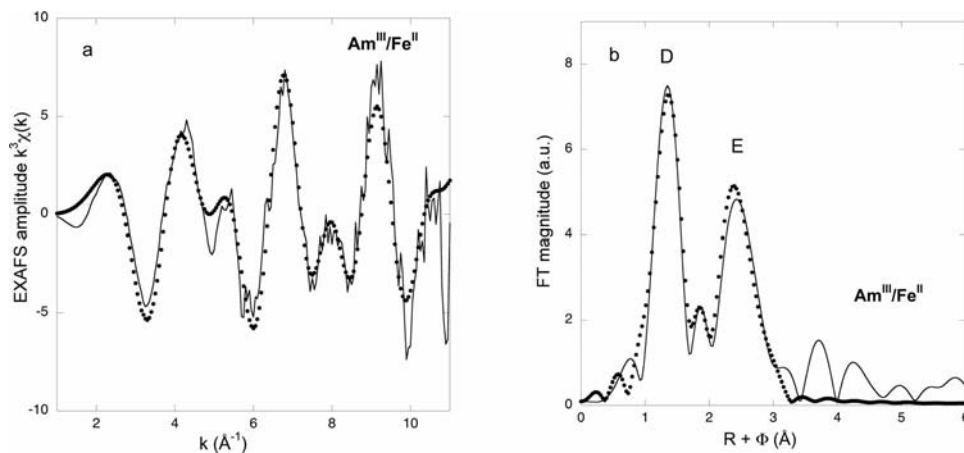 a
Am^III/Fe^II
EXAFS amplitude k³χ(k)
10
5
0
-5
-10
2 4 6 8 10
k (Å⁻¹)
b
D
E
Am^III/Fe^II
FT magnitude (a.u.)
8
6
4
2
0
0 1 2 3 4 5 6
R + Φ (Å)